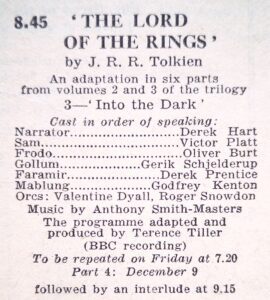 8.45 ‘THE LORD
OF THE RINGS’
by J. R. R. Tolkien
An adaptation in six parts
from volumes 2 and 3 of the trilogy
3—‘Into the Dark’
Cast in order of speaking:
Narrator....................Derek Hart
Sam..........................Victor Platt
Frodo........................Oliver Burt
Gollum...........Gerik Schjelderup
Faramir..............Derek Prentice
Mablung...........Godfrey Kenton
Orcs: Valentine Dyall, Roger Snowdon
Music by Anthony Smith-Masters
The programme adapted and
produced by Terence Tiller
(BBC recording)
To be repeated on Friday at 7.20
Part 4: December 9
followed by an interlude at 9.15